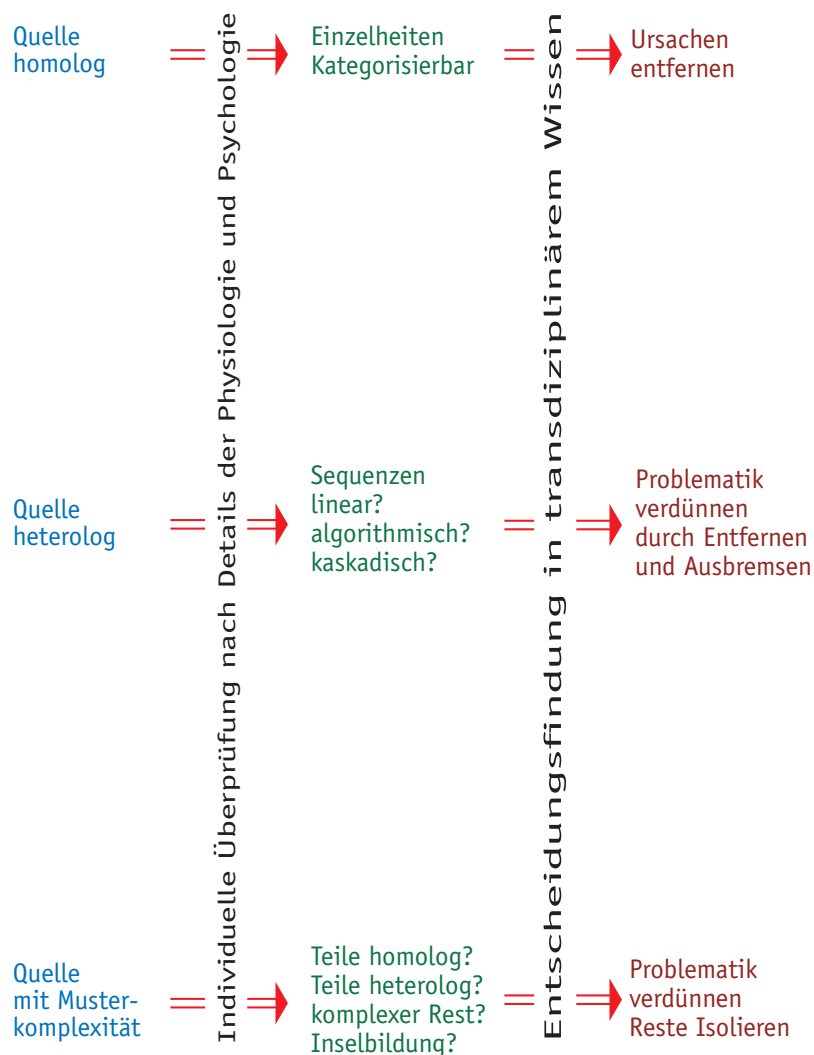 Quelle
homolog
Individuelle Überprüfung nach Details der Physiologie und Psychologie
Einzelheiten
Kategorisierbar
Entscheidungsfindung in transdiziplinärem Wissen
Ursachen
entfernen
Quelle
heterolog
Sequenzen
linear?
algorithmisch?
kaskadisch?
Problematik
verdünnen
durch Entfernen
und Ausbremsen
Quelle
mit Muster-
komplexität
Teile homolog?
Teile heterolog?
komplexer Rest?
Inselbildung?
Problematik
verdünnen
Reste Isolieren